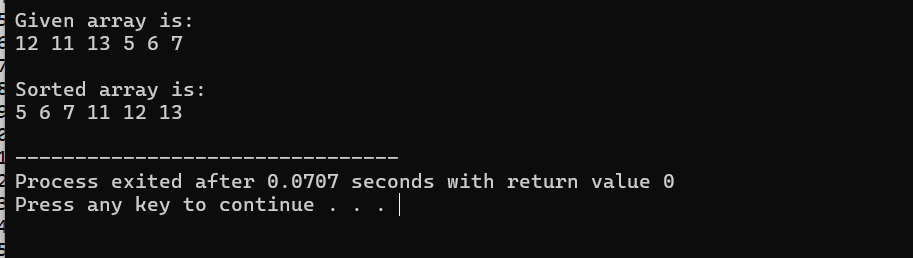 Given array is:
12 11 13 5 6 7
Sorted array is:
5 6 7 11 12 13
--------------------------------
Process exited after 0.0707 seconds with return value 0
Press any key to continue . . .